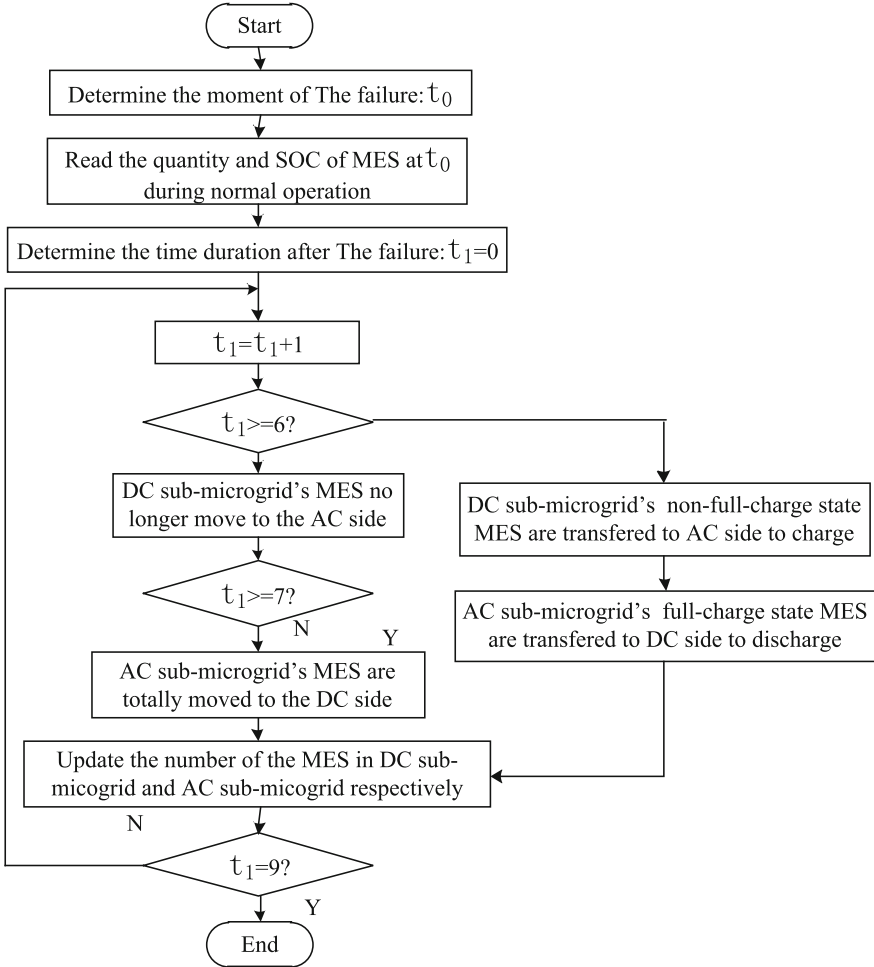 Start
Determine the moment of The failure: t0
Read the quantity and SOC of MES at t0
during normal operation
Determine the time duration after The failure: t1=0
t1=t1+1
t1>=6?
DC sub-microgrid's MES no
longer move to the AC side
DC sub-microgrid's non-full-charge state
MES are transfered to AC side to charge
t1>=7?
N
Y
AC sub-microgrid's full-charge state MES
are transfered to DC side to discharge
AC sub-microgrid's MES are
totally moved to the DC side
Update the number of the MES in DC sub-
micogrid and AC sub-micogrid respectively
N
t1=9?
Y
End